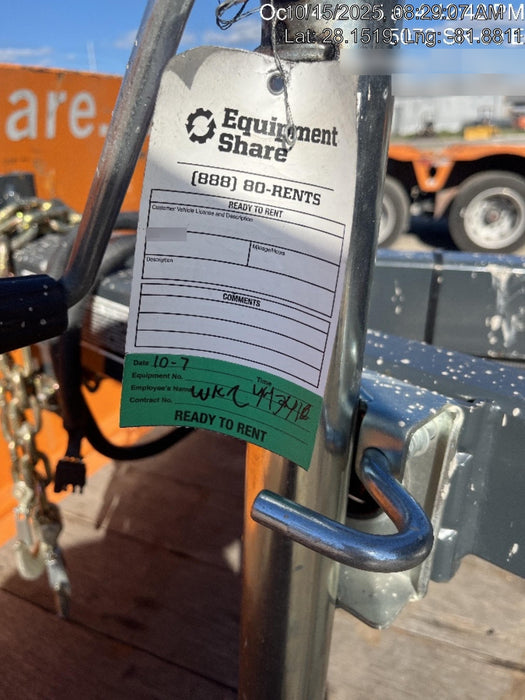 are.
10/15/2025, 08:29:07 AM
Lat: 28.1519 Lng: -81.8811
Equipment
Share
(888) 80-RENTS
READY TO RENT
Customer Vehicle License and Description
Mileage/Hours
Description
COMMENTS
Date 10-7
Equipment No. Time
Employee's Name
Contract No.
READY TO RENT